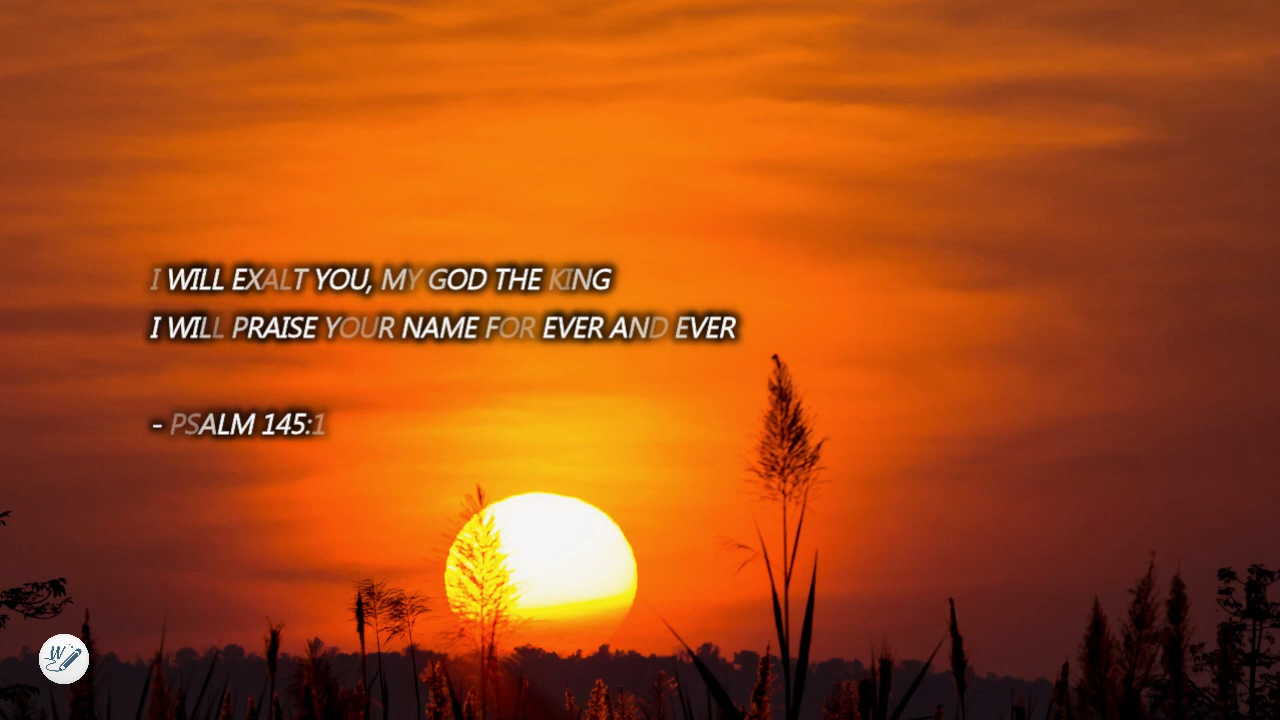 I WILL EXALT YOU, MY GOD THE KING
I WILL PRAISE YOUR NAME FOR EVER AND EVER
- PSALM 145:1
W